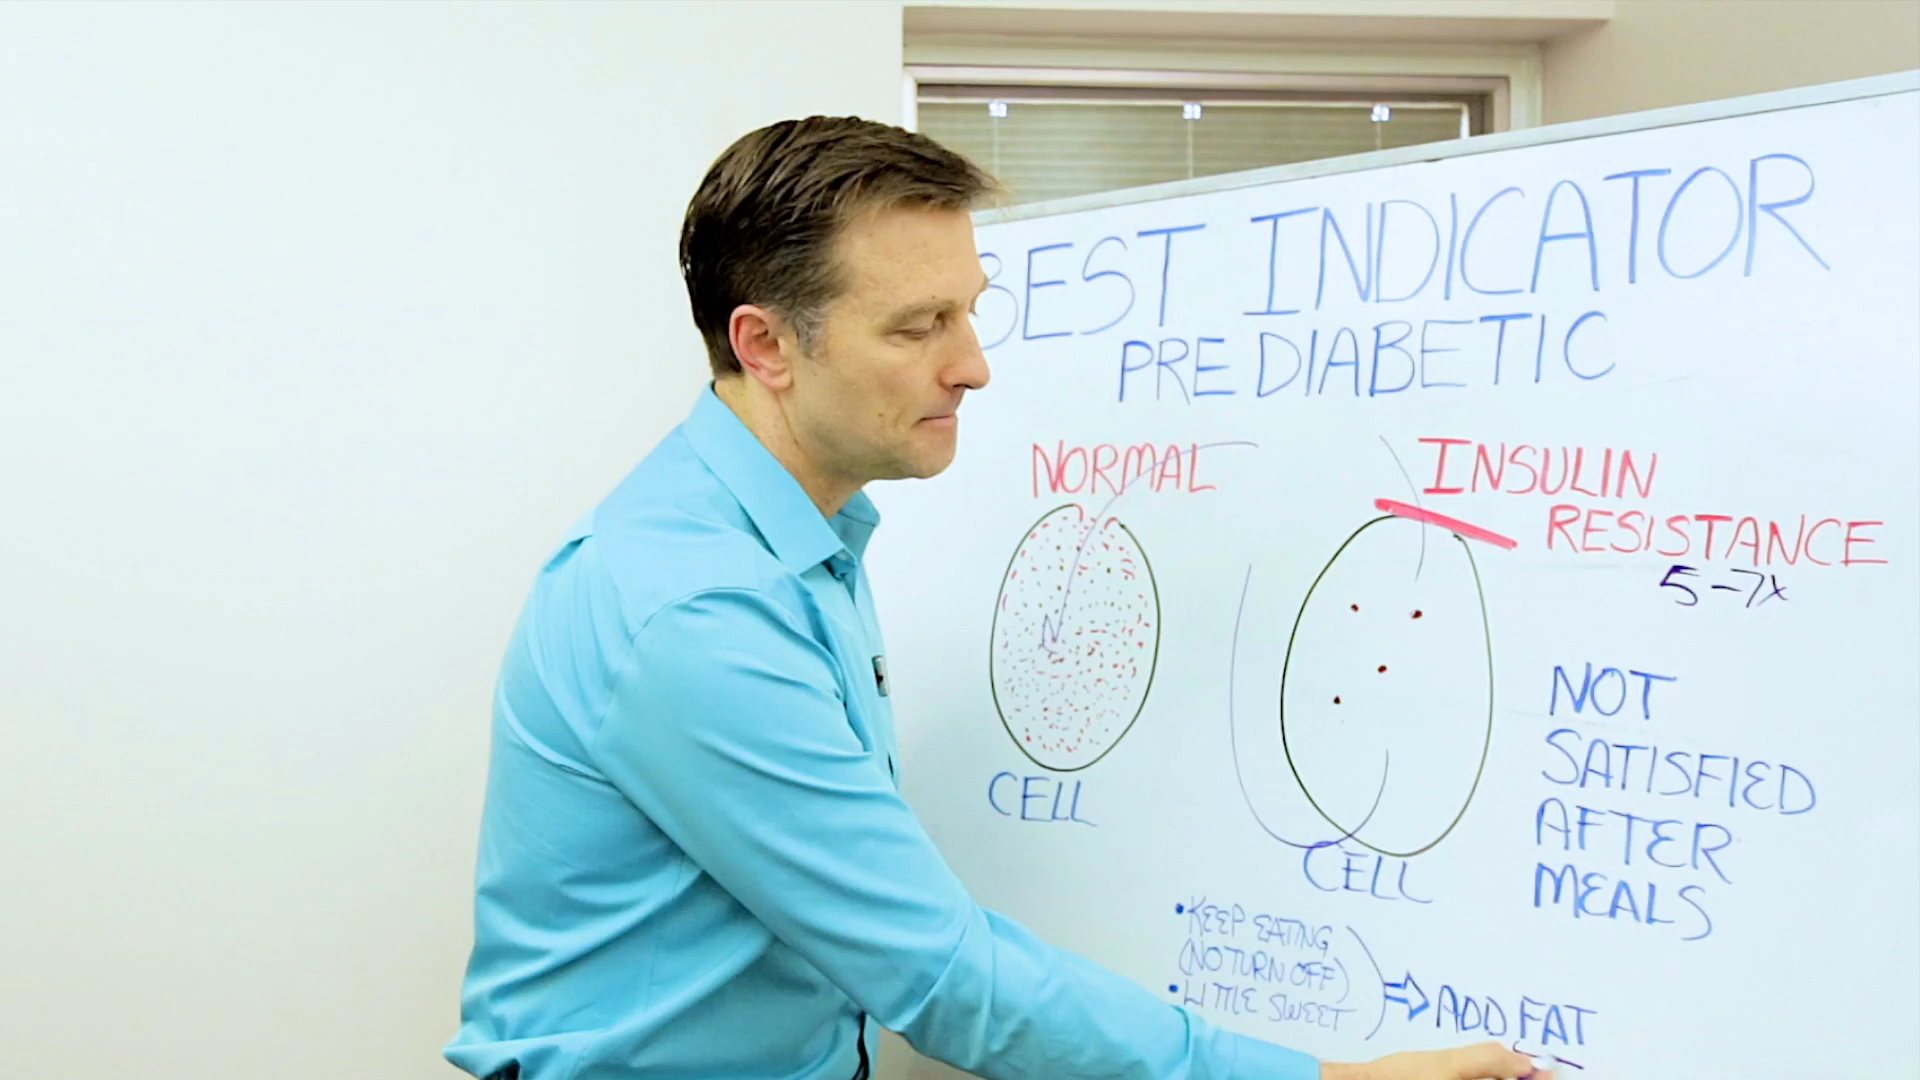 BEST INDICATOR
PRE DIABETIC
NORMAL
INSULIN
RESISTANCE
5-7x
N
CELL
CELL
NOT
SATISFIED
AFTER
MEALS
• KEEP EATING
(NO TURN OFF)
• LITTLE SWEET
⇒ ADD FAT